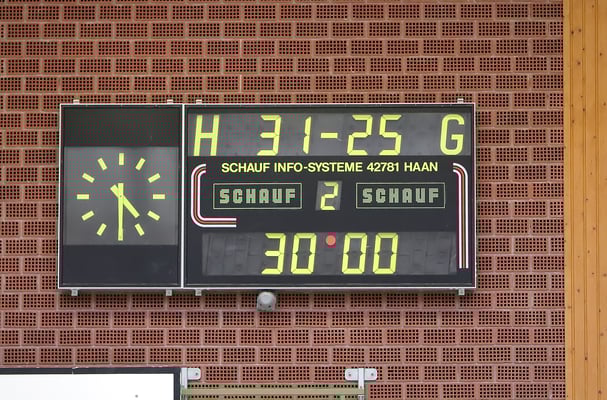 H 31-25 G
SCHAUF INFO-SYSTEME 42781 HAAN
SCHAUF 2 SCHAUF
30:00